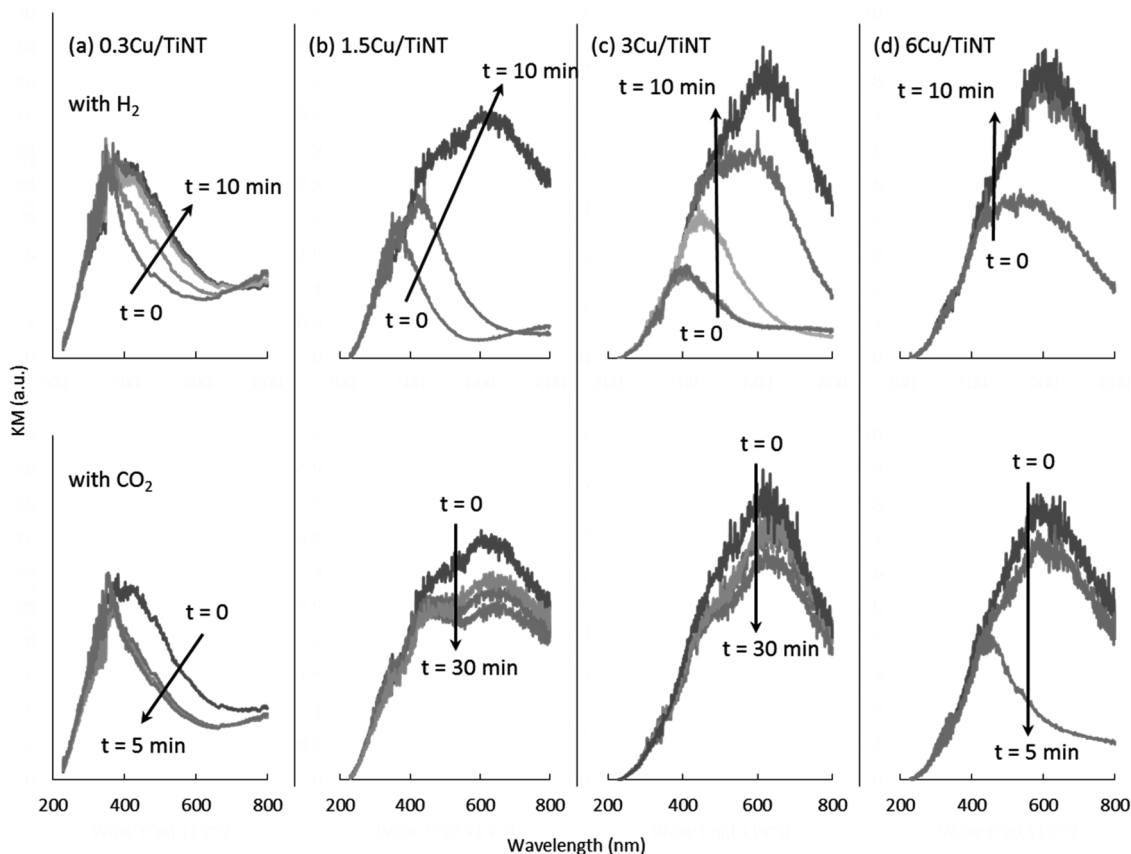 (a) 0.3Cu/TiNT
(b) 1.5Cu/TiNT
(c) 3Cu/TiNT
(d) 6Cu/TiNT
with H₂
t = 10 min
t = 0
t = 10 min
t = 0
t = 10 min
t = 0
t = 10 min
t = 0
KM (a.u.)
with CO₂
t = 0
t = 5 min
t = 0
t = 30 min
t = 0
t = 30 min
t = 0
t = 5 min
200 400 600 800 200 400 600 800 200 400 600 800 200 400 600 800
Wavelength (nm)